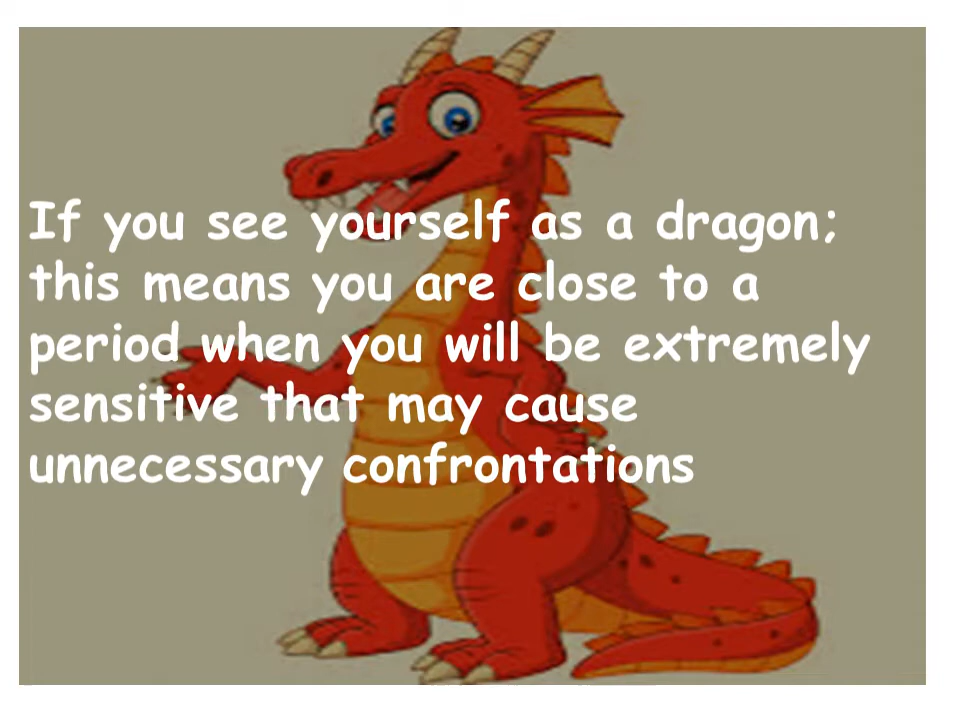 If you see yourself as a dragon;
this means you are close to a
period when you will be extremely
sensitive that may cause
unnecessary confrontations